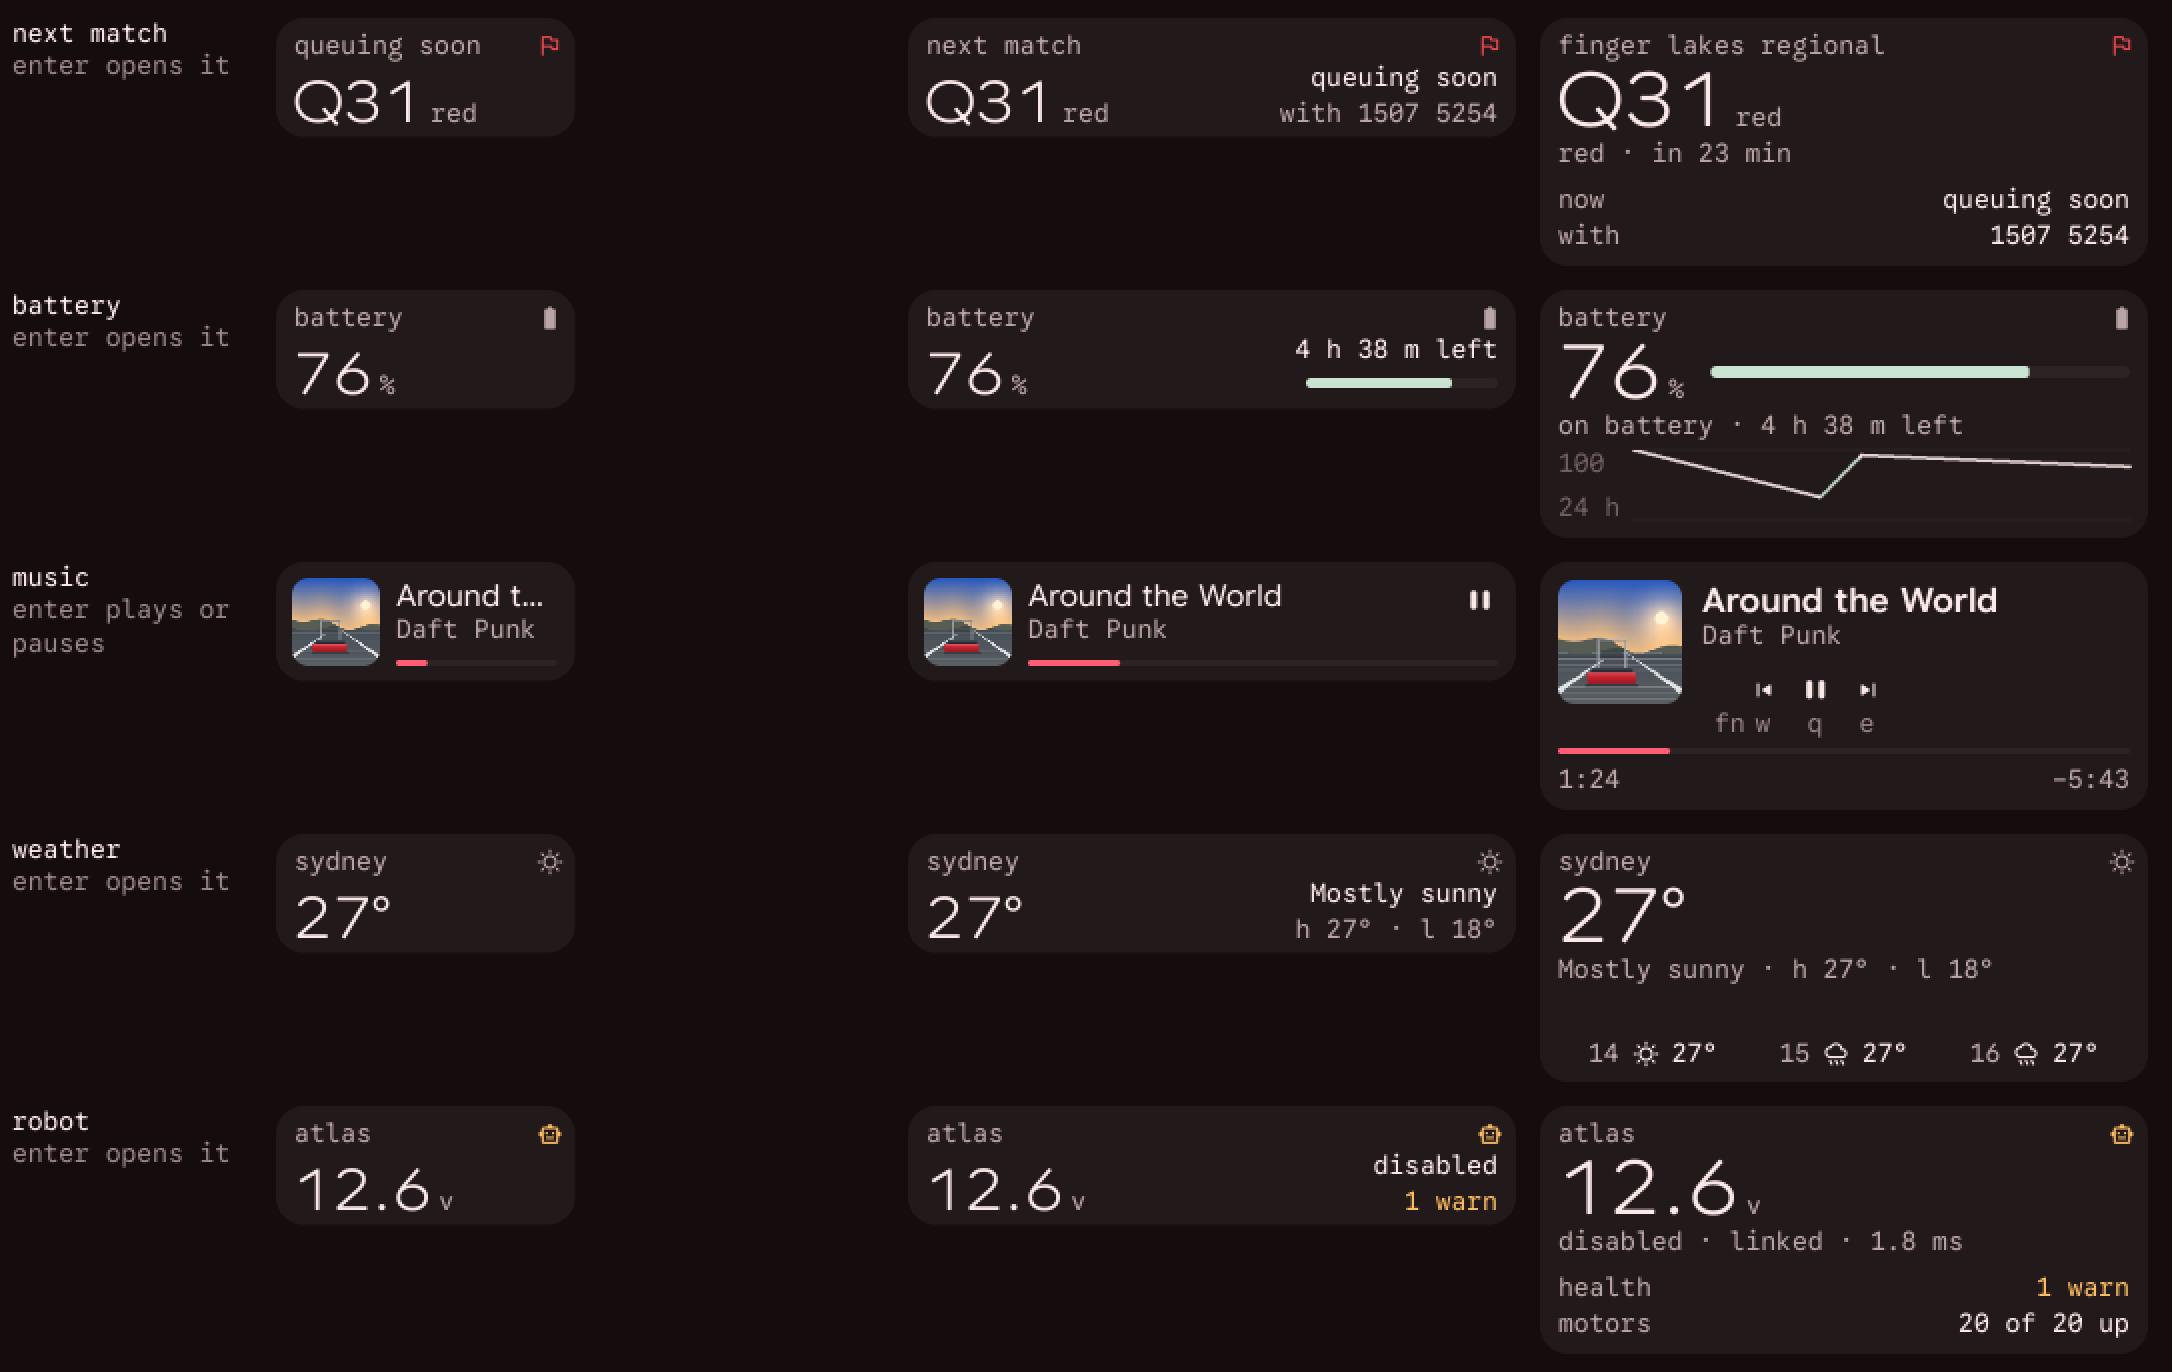 next match
enter opens it
queuing soon
Q31 red
next match
Q31 red
queuing soon
with 1507 5254
finger lakes regional
Q31 red
red · in 23 min
now queuing soon
with 1507 5254
battery
enter opens it
battery
76 %
battery
76 %
4 h 38 m left
battery
76 %
on battery · 4 h 38 m left
100
24 h
music
enter plays or
pauses
Around t...
Daft Punk
Around the World
Daft Punk
Around the World
Daft Punk
fn w q e
1:24 −5:43
weather
enter opens it
sydney
27°
sydney
27°
Mostly sunny
h 27° · l 18°
sydney
27°
Mostly sunny · h 27° · l 18°
14 27° 15 27° 16 27°
robot
enter opens it
atlas
12.6 v
atlas
12.6 v
disabled
1 warn
atlas
12.6 v
disabled · linked · 1.8 ms
health 1 warn
motors 20 of 20 up